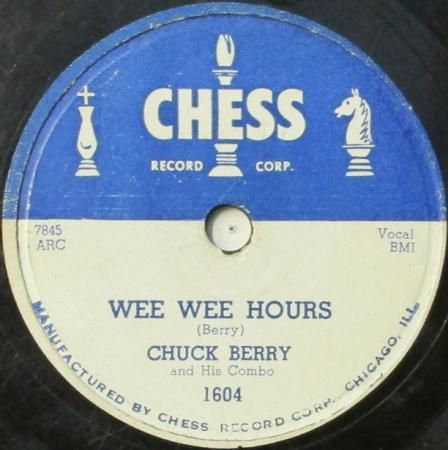 CHESS
RECORD CORP.
7845
ARC
Vocal
BMI
WEE WEE HOURS
(Berry)
CHUCK BERRY
and His Combo
1604
MANUFACTURED BY CHESS RECORD CORP. CHICAGO, ILL